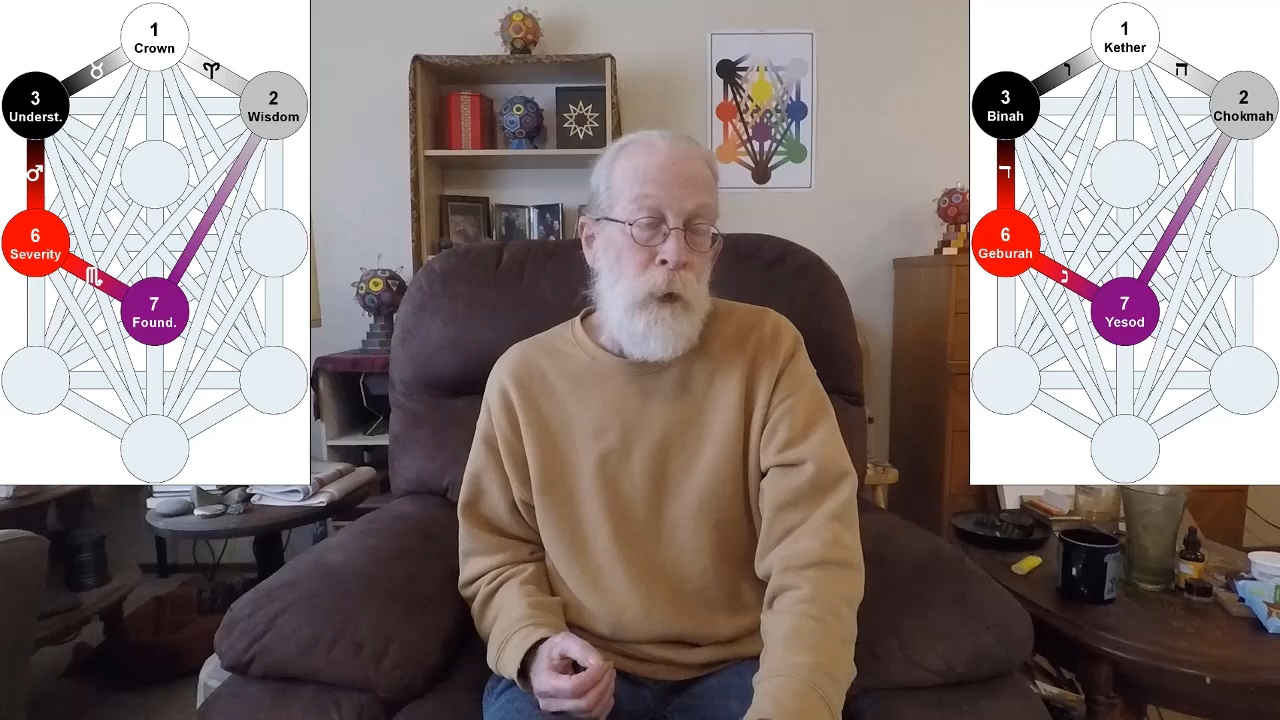 1
Crown
♉ ♈
3
Underst.
2
Wisdom
♂
6
Severity
♏
7
Found.
1
Kether
ו ה
3
Binah
2
Chokmah
ד
6
Geburah
נ
7
Yesod